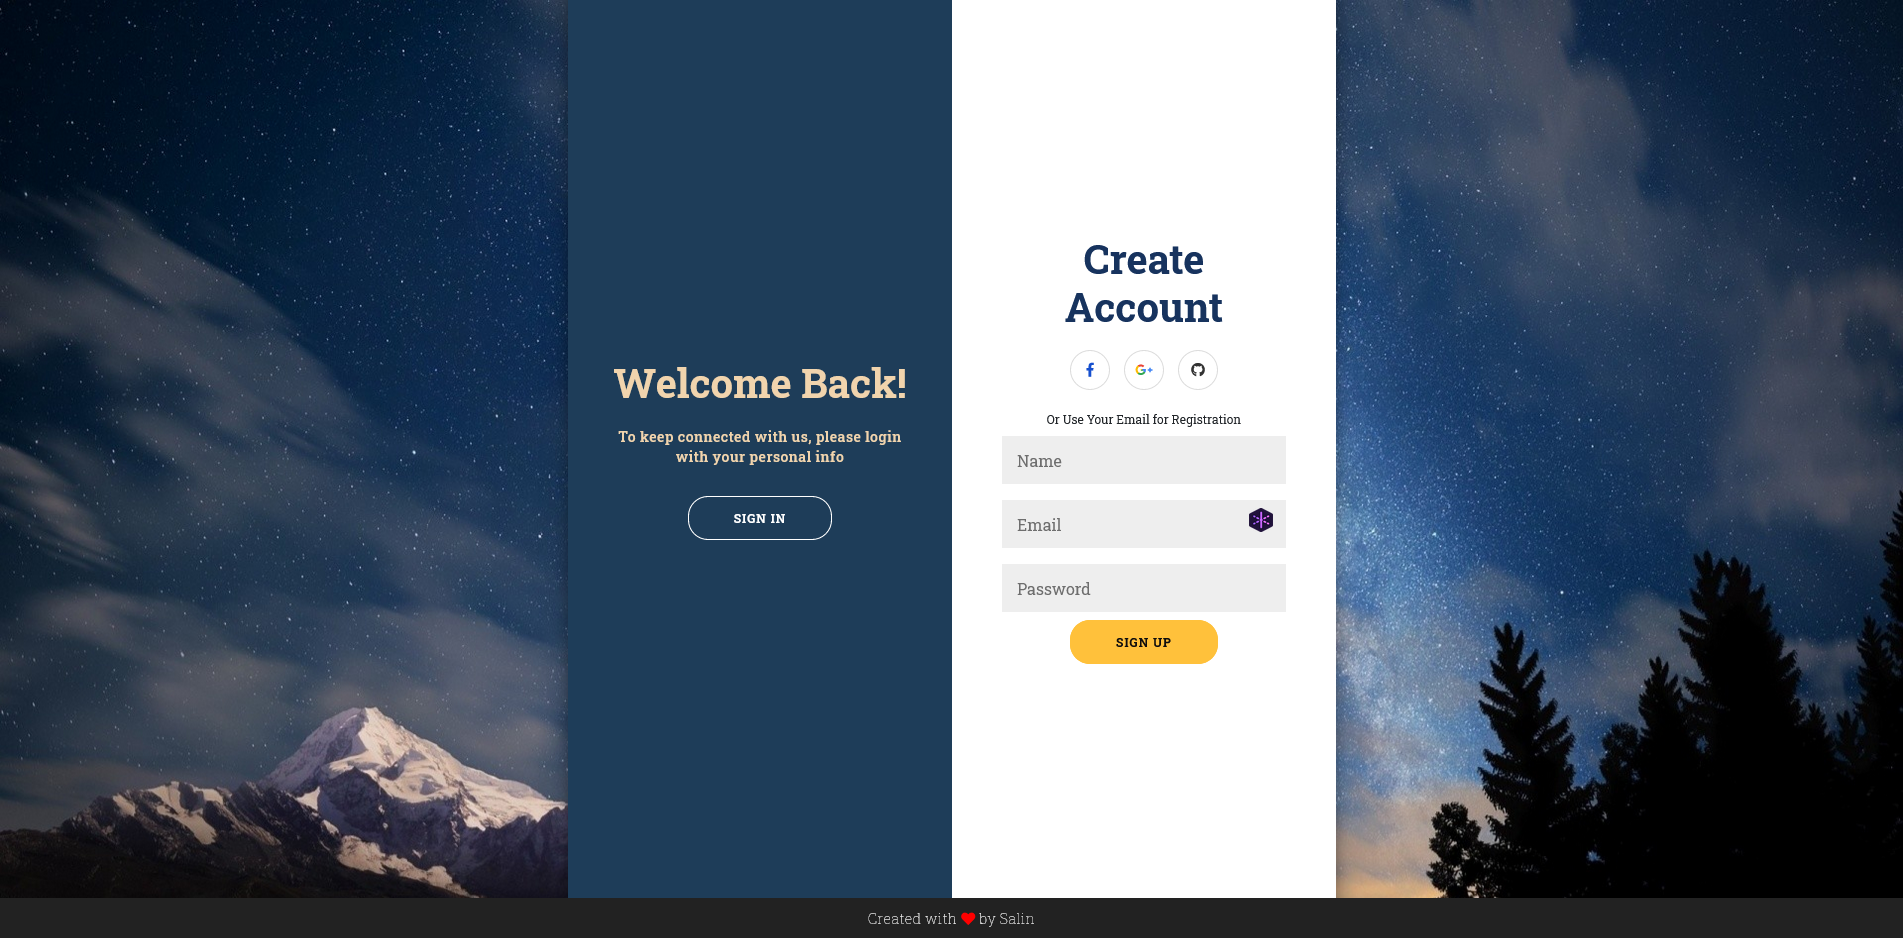 Welcome Back!
To keep connected with us, please login
with your personal info
SIGN IN
Create
Account
Or Use Your Email for Registration
Name
Email
Password
SIGN UP
Created with ❤ by Salin